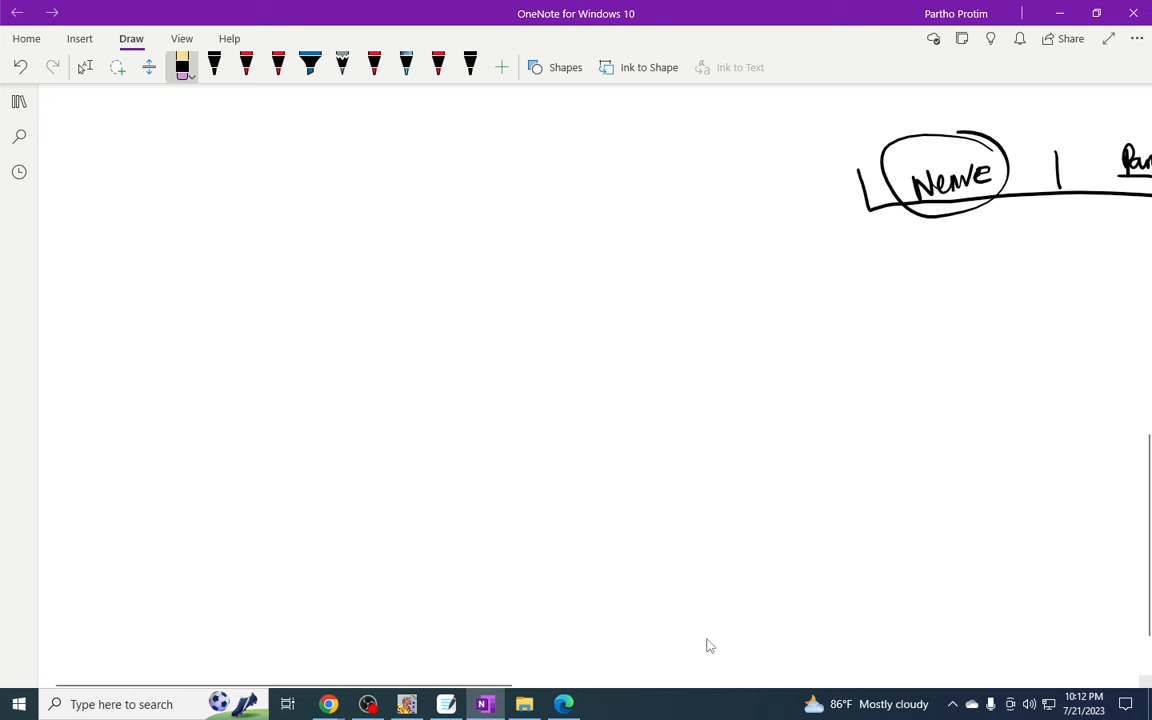 OneNote for Windows 10
Partho Protim
Home Insert Draw View Help
Share
Shapes Ink to Shape Ink to Text
Nerve
Type here to search
86°F Mostly cloudy
10:12 PM
7/21/2023